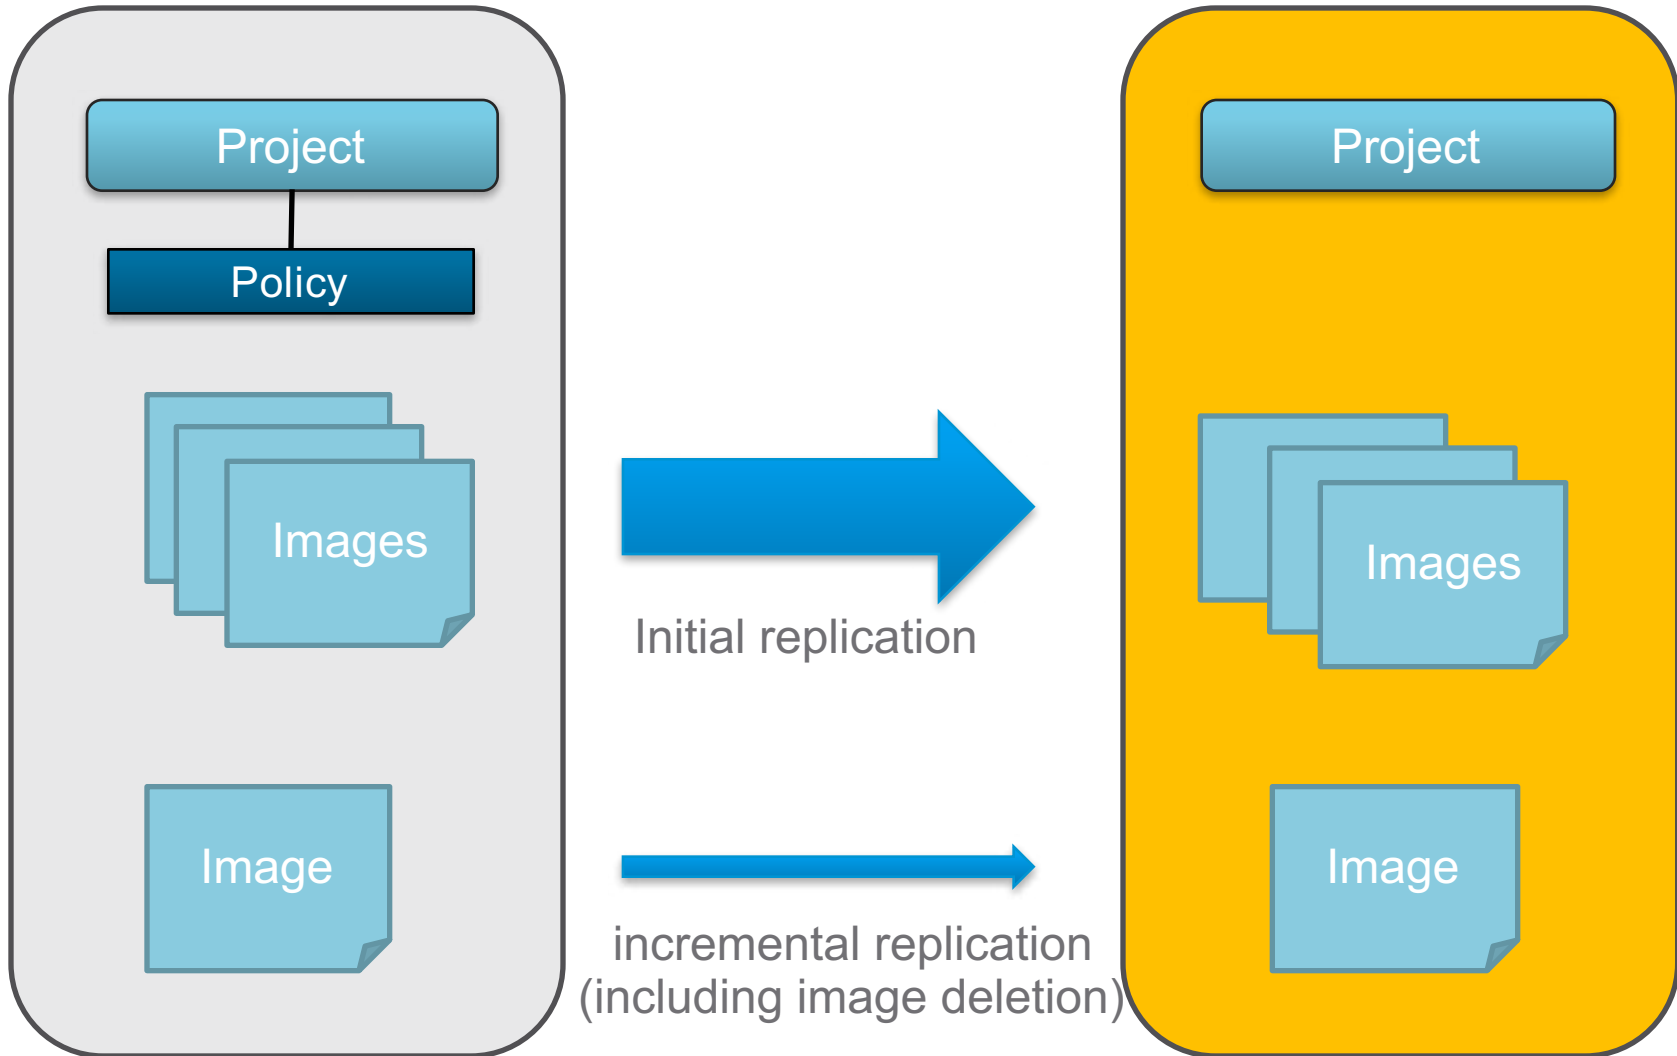 Project
Project
Policy
Images
Images
Initial replication
Image
Image
incremental replication
(including image deletion)